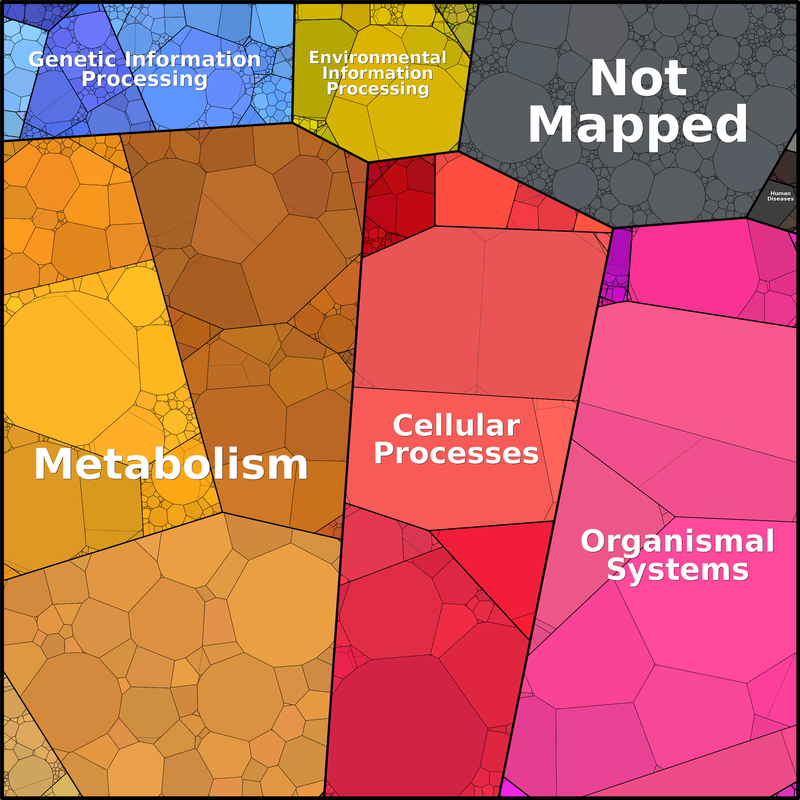 Genetic Information
Processing
Environmental
Information
Processing
Not
Mapped
Human
Diseases
Metabolism
Cellular
Processes
Organismal
Systems